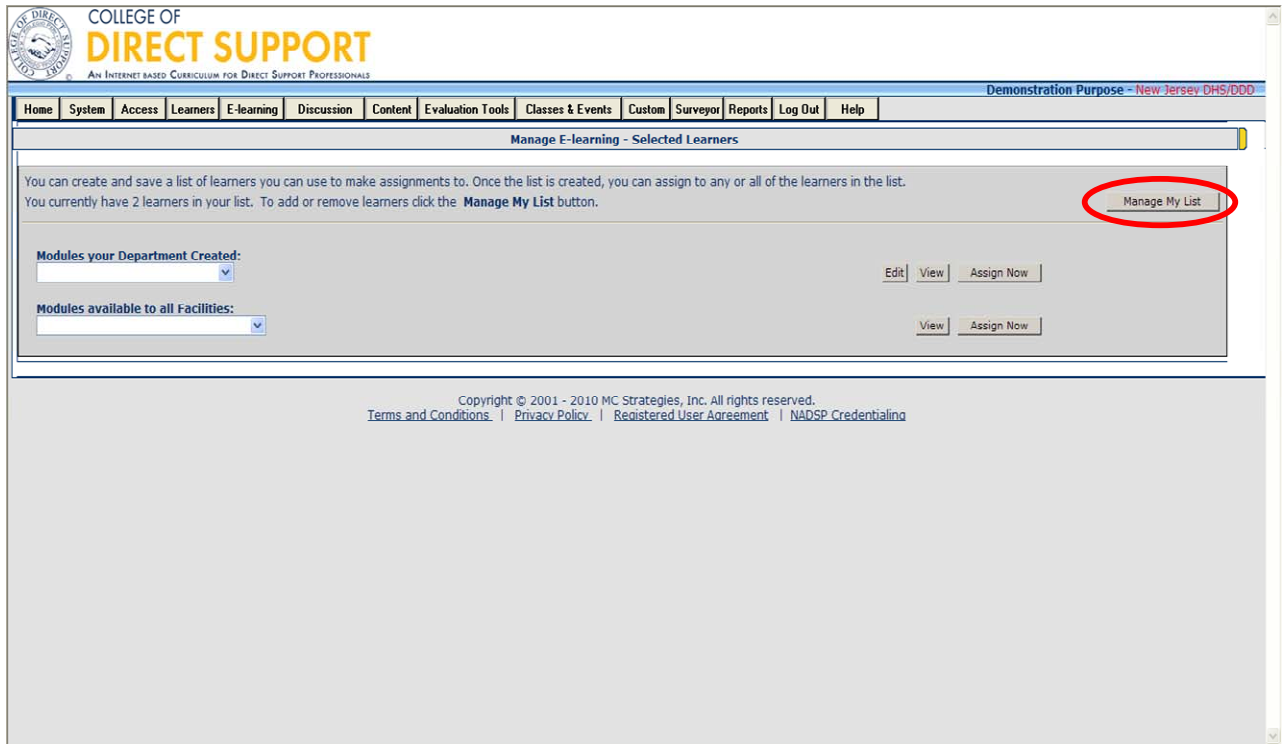 COLLEGE OF
DIRECT SUPPORT
AN INTERNET BASED CURRICULUM FOR DIRECT SUPPORT PROFESSIONALS
Demonstration Purpose - New Jersey DHS/DDD
Home System Access Learners E-learning Discussion Content Evaluation Tools Classes & Events Custom Surveyor Reports Log Out Help
Manage E-learning - Selected Learners
You can create and save a list of learners you can use to make assignments to. Once the list is created, you can assign to any or all of the learners in the list.
You currently have 2 learners in your list. To add or remove learners click the Manage My List button.
Manage My List
Modules your Department Created:
Edit View Assign Now
Modules available to all Facilities:
View Assign Now
Copyright © 2001 - 2010 MC Strategies, Inc. All rights reserved.
Terms and Conditions | Privacy Policy | Registered User Agreement | NADSP Credentialing